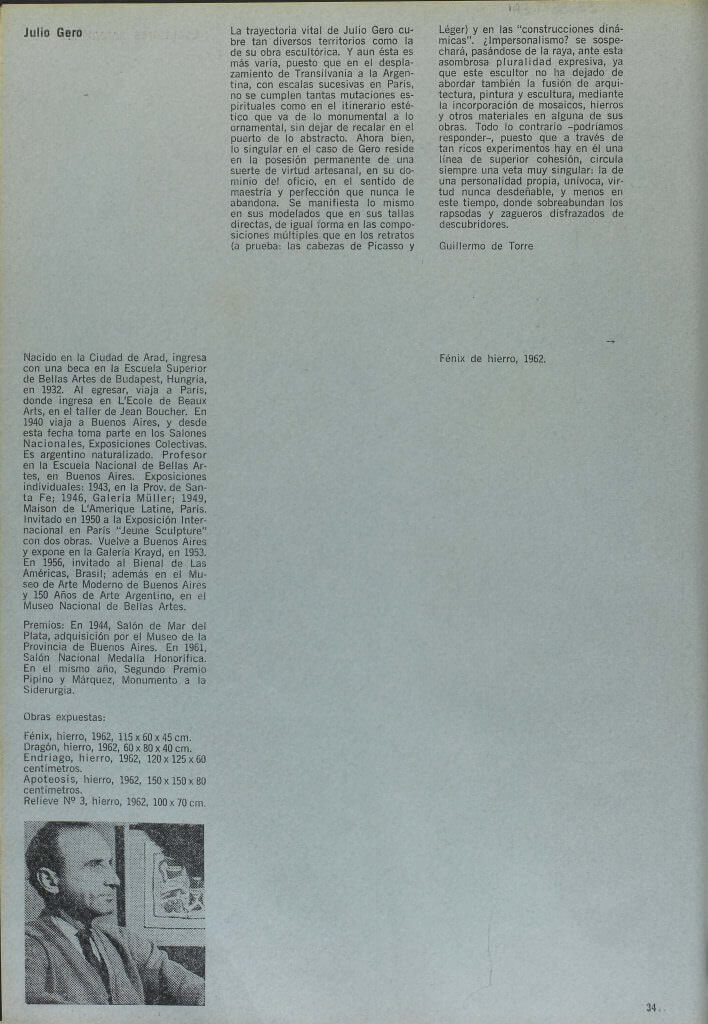 Julio Gero
La trayectoria vital de Julio Gero cu-
bre tan diversos territorios como la
de su obra escultórica. Y aun ésta es
más varia, puesto que en el despla-
zamiento de Transilvania a la Argen-
tina, con escalas sucesivas en París,
no se cumplen tantas mutaciones es-
pirituales como en el itinerario esté-
tico que va de lo monumental a lo
ornamental, sin dejar de recalar en el
puerto de lo abstracto. Ahora bien,
lo singular en el caso de Gero reside
en la posesión permanente de una
suerte de virtud artesanal, en su do-
minio del oficio, en el sentido de
maestría y perfección que nunca le
abandona. Se manifiesta lo mismo
en sus modelados que en sus tallas
directas, de igual forma en las compo-
siciones múltiples que en los retratos
(a prueba: las cabezas de Picasso y
Léger) y en las "construcciones diná-
micas". ¿Impersonalismo? se sospe-
chará, pasándose de la raya, ante esta
asombrosa pluralidad expresiva, ya
que este escultor no ha dejado de
abordar también la fusión de arqui-
tectura, pintura y escultura, mediante
la incorporación de mosaicos, hierros
y otros materiales en alguna de sus
obras. Todo lo contrario –podríamos
responder–, puesto que a través de
tan ricos experimentos hay en él una
línea de superior cohesión, circula
siempre una veta muy singular: la de
una personalidad propia, unívoca, vir-
tud nunca desdeñable, y menos en
este tiempo, donde sobreabundan los
rapsodas y zagueros disfrazados de
descubridores.
Guillermo de Torre
→
Fénix de hierro, 1962.
Nacido en la Ciudad de Arad, ingresa
con una beca en la Escuela Superior
de Bellas Artes de Budapest, Hungría,
en 1932. Al egresar, viaja a París,
donde ingresa en L'Ecole de Beaux
Arts, en el taller de Jean Boucher. En
1940 viaja a Buenos Aires, y desde
esta fecha toma parte en los Salones
Nacionales, Exposiciones Colectivas.
Es argentino naturalizado. Profesor
en la Escuela Nacional de Bellas Ar-
tes, en Buenos Aires. Exposiciones
individuales: 1943, en la Prov. de San-
ta Fe; 1946, Galería Müller; 1949,
Maison de L'Amerique Latine, París.
Invitado en 1950 a la Exposición Inter-
nacional en París "Jeune Sculpture"
con dos obras. Vuelve a Buenos Aires
y expone en la Galería Krayd, en 1953.
En 1956, invitado al Bienal de Las
Américas, Brasil; además en el Mu-
seo de Arte Moderno de Buenos Aires
y 150 Años de Arte Argentino, en el
Museo Nacional de Bellas Artes.
Premios: En 1944, Salón de Mar del
Plata, adquisición por el Museo de la
Provincia de Buenos Aires. En 1961,
Salón Nacional Medalla Honorífica.
En el mismo año, Segundo Premio
Pipino y Márquez, Monumento a la
Siderurgia.
Obras expuestas:
Fénix, hierro, 1962, 115 x 60 x 45 cm.
Dragón, hierro, 1962, 60 x 80 x 40 cm.
Endriago, hierro, 1962, 120 x 125 x 60
centímetros.
Apoteosis, hierro, 1962, 150 x 150 x 80
centímetros.
Relieve Nº 3, hierro, 1962, 100 x 70 cm.
34